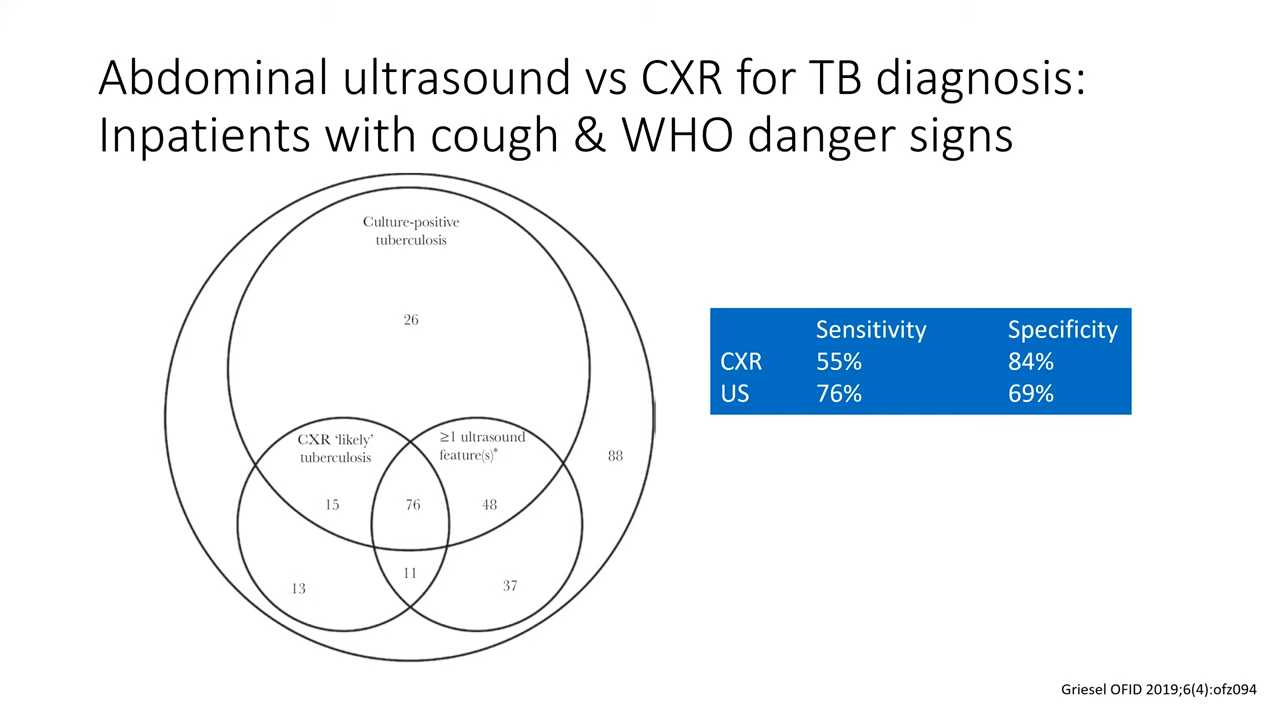 Abdominal ultrasound vs CXR for TB diagnosis:
Inpatients with cough & WHO danger signs
Culture-positive
tuberculosis
26
CXR ‘likely’
tuberculosis
≥1 ultrasound
feature(s)*
88
15
76
48
13
11
37
Sensitivity Specificity
CXR 55% 84%
US 76% 69%
Griesel OFID 2019;6(4):ofz094